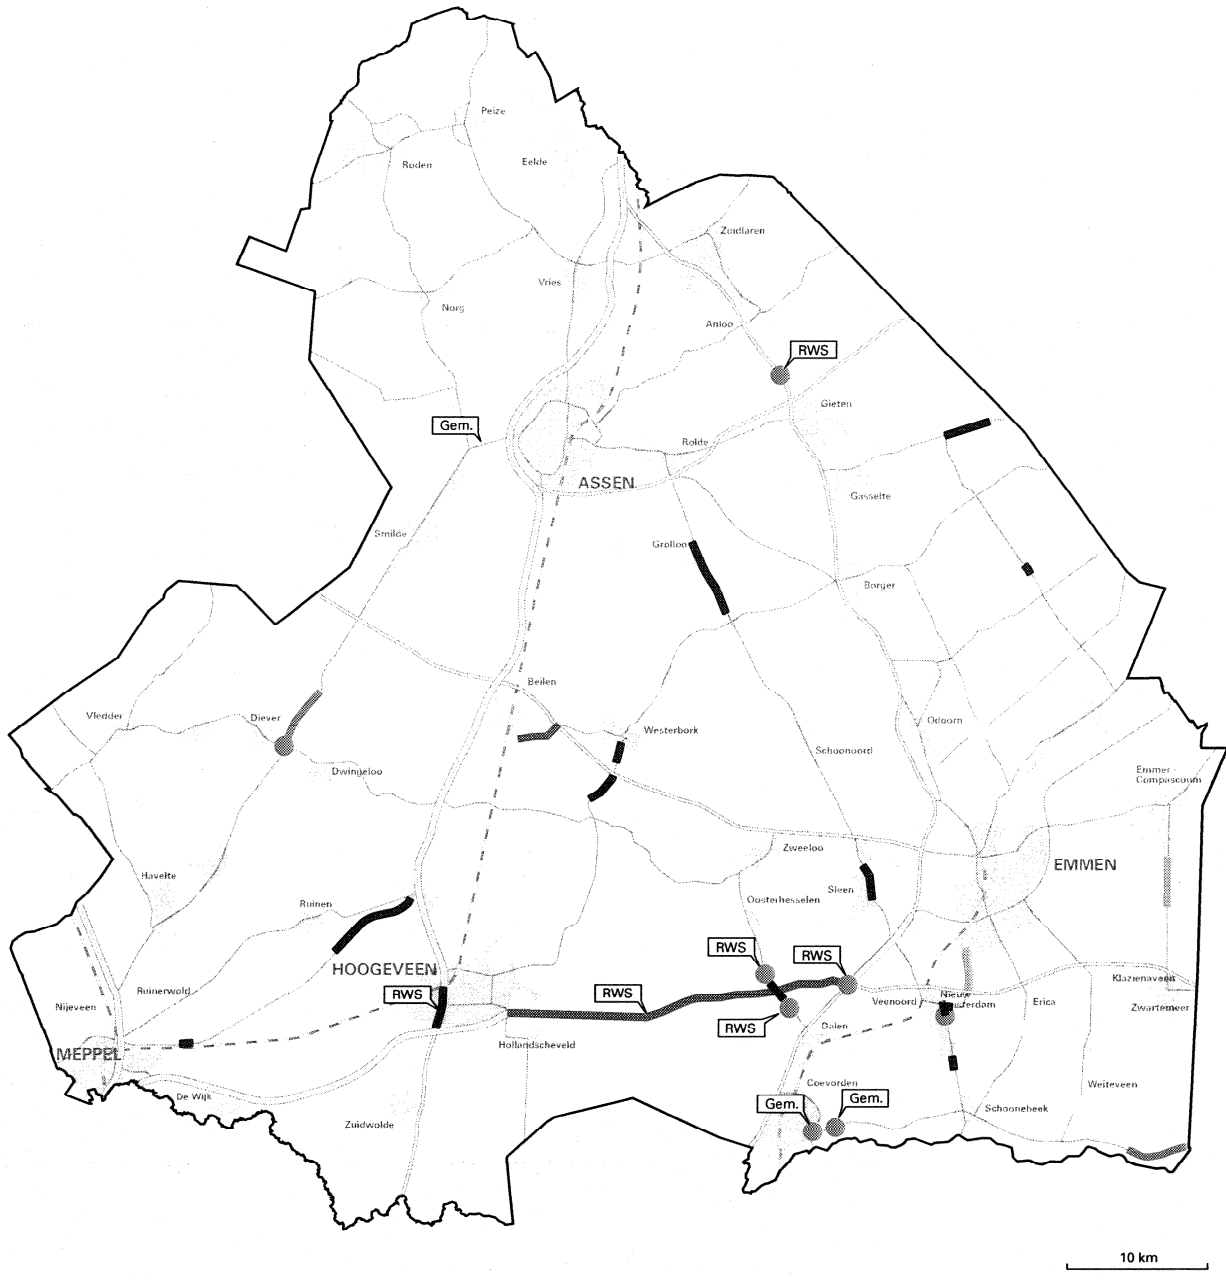 Peize
Roden
Eelde
Zuidlaren
Vries
Norg
Anloo
RWS
Gieten
Gem.
Rolde
ASSEN
Gasselte
Smilde
Grolloo
Borger
Beilen
Vledder
Diever
Odoorn
Westerbork
Schoonoord
Dwingeloo
Emmer-
Compascuum
Zweeloo
EMMEN
Havelte
Sleen
Ruinen
Oosterhesselen
RWS
RWS
HOOGEVEEN
Klazienaveen
Ruinerwold
RWS
RWS
Nieuw
Amsterdam
Veenoord
Erica
Nijeveen
Zwartemeer
RWS
Dalen
Hollandscheveld
MEPPEL
Coevorden
Weiteveen
De Wijk
Gem.
Gem.
Schoonebeek
Zuidwolde
10 km